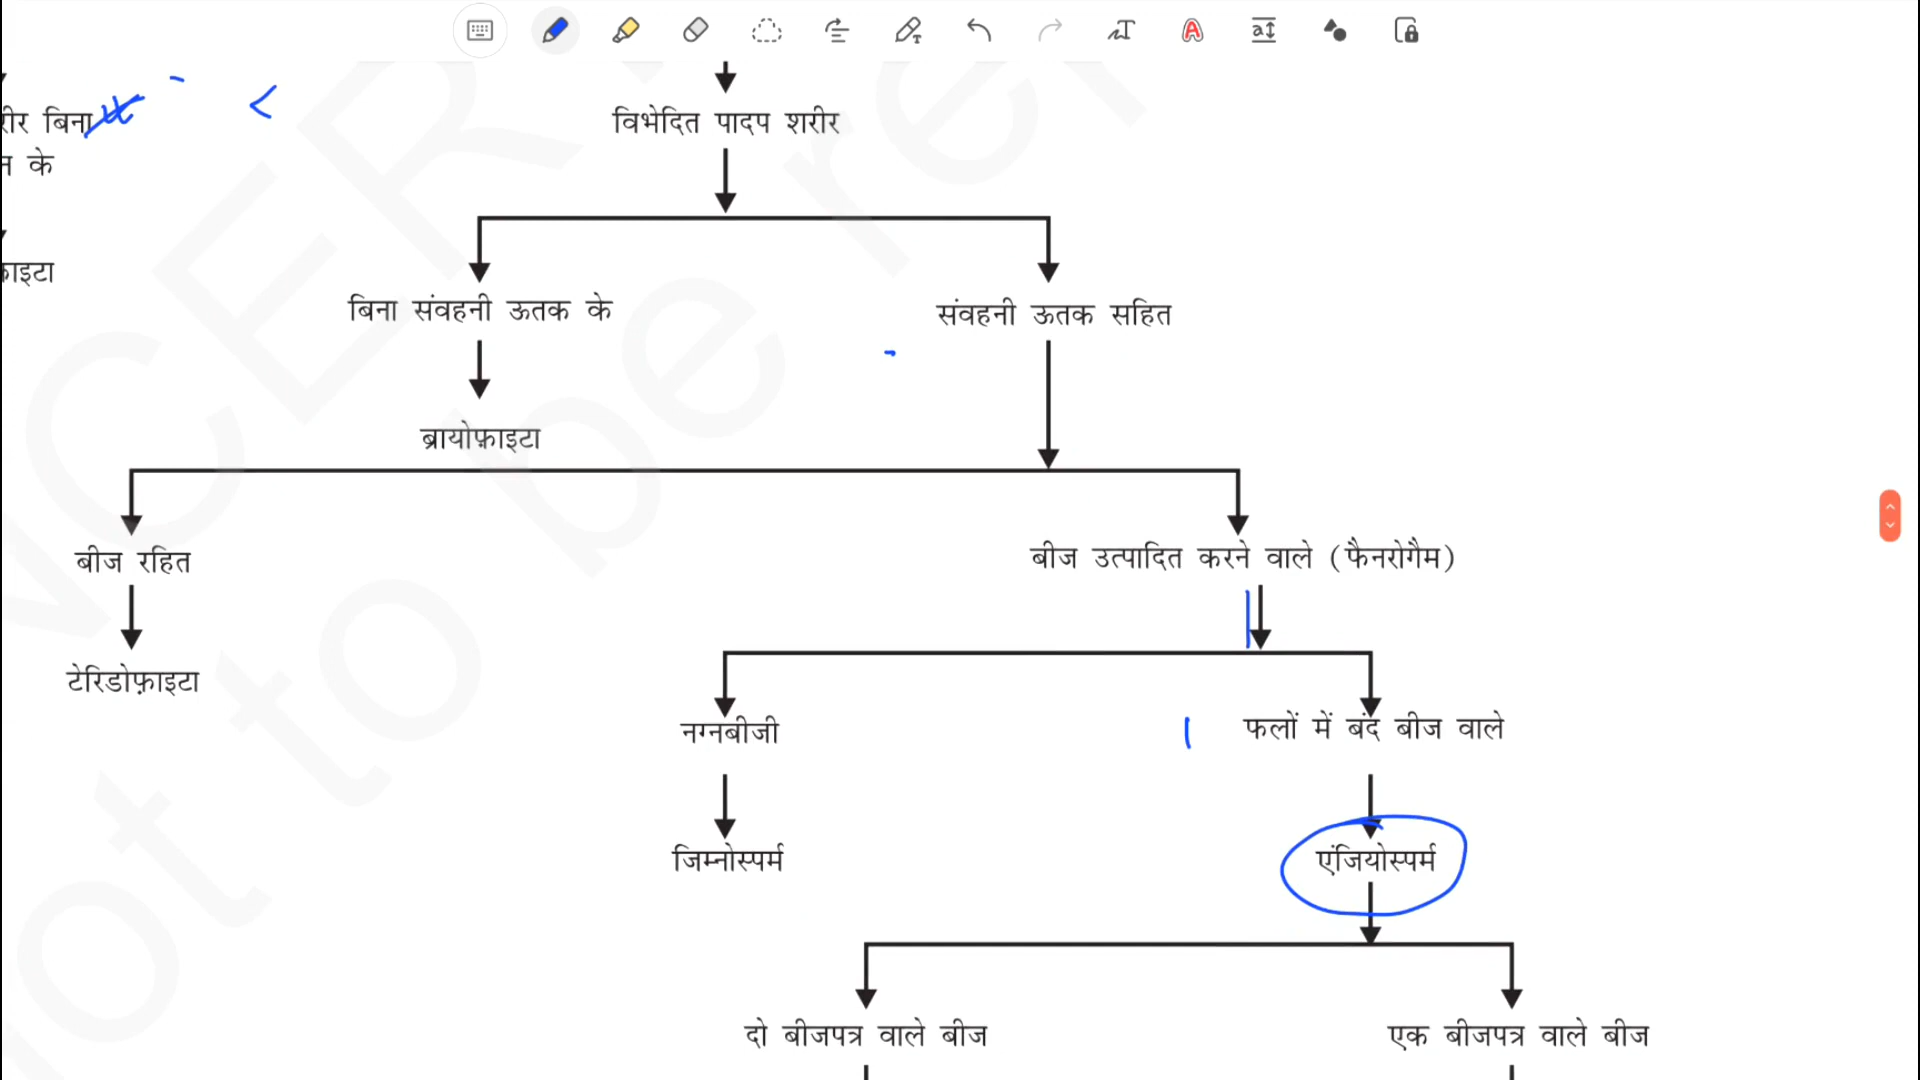 विभेदित पादप शरीर
बिना
के
बिना संवहनी ऊतक के
संवहनी ऊतक सहित
ब्रायोफ़ाइटा
बीज रहित
बीज उत्पादित करने वाले (फैनरोगैम)
टेरिडोफ़ाइटा
नग्नबीजी
फलों में बंद बीज वाले
जिम्नोस्पर्म
एंजियोस्पर्म
दो बीजपत्र वाले बीज
एक बीजपत्र वाले बीज